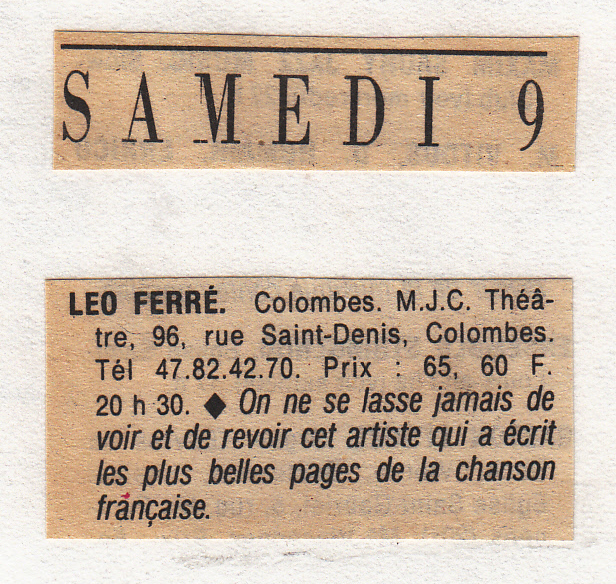 SAMEDI 9
LEO FERRÉ. Colombes. M.J.C. Théâ-
tre, 96, rue Saint-Denis, Colombes.
Tél 47.82.42.70. Prix : 65, 60 F.
20 h 30. ◆ On ne se lasse jamais de
voir et de revoir cet artiste qui a écrit
les plus belles pages de la chanson
française.